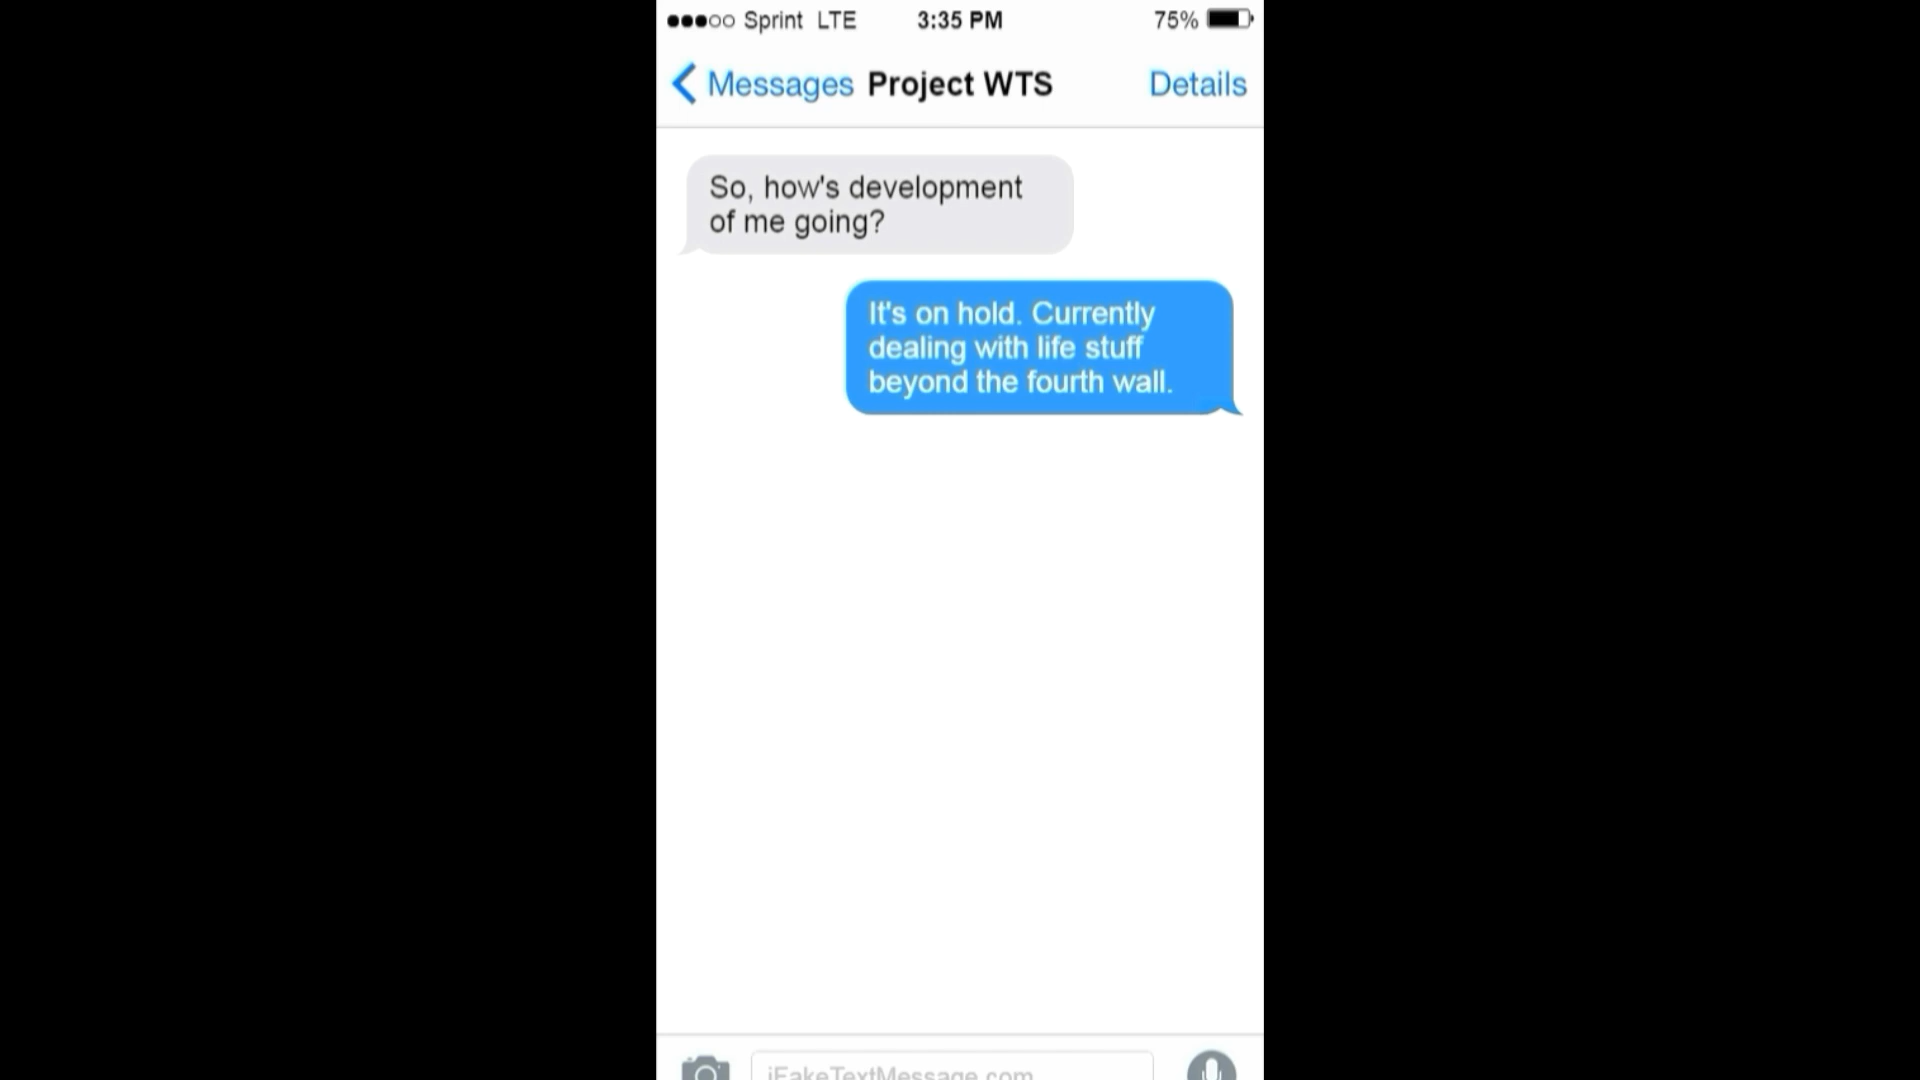 Sprint LTE 3:35 PM 75%
Messages Project WTS Details
So, how's development
of me going?
It's on hold. Currently
dealing with life stuff
beyond the fourth wall.
iFakeTextMessage.com